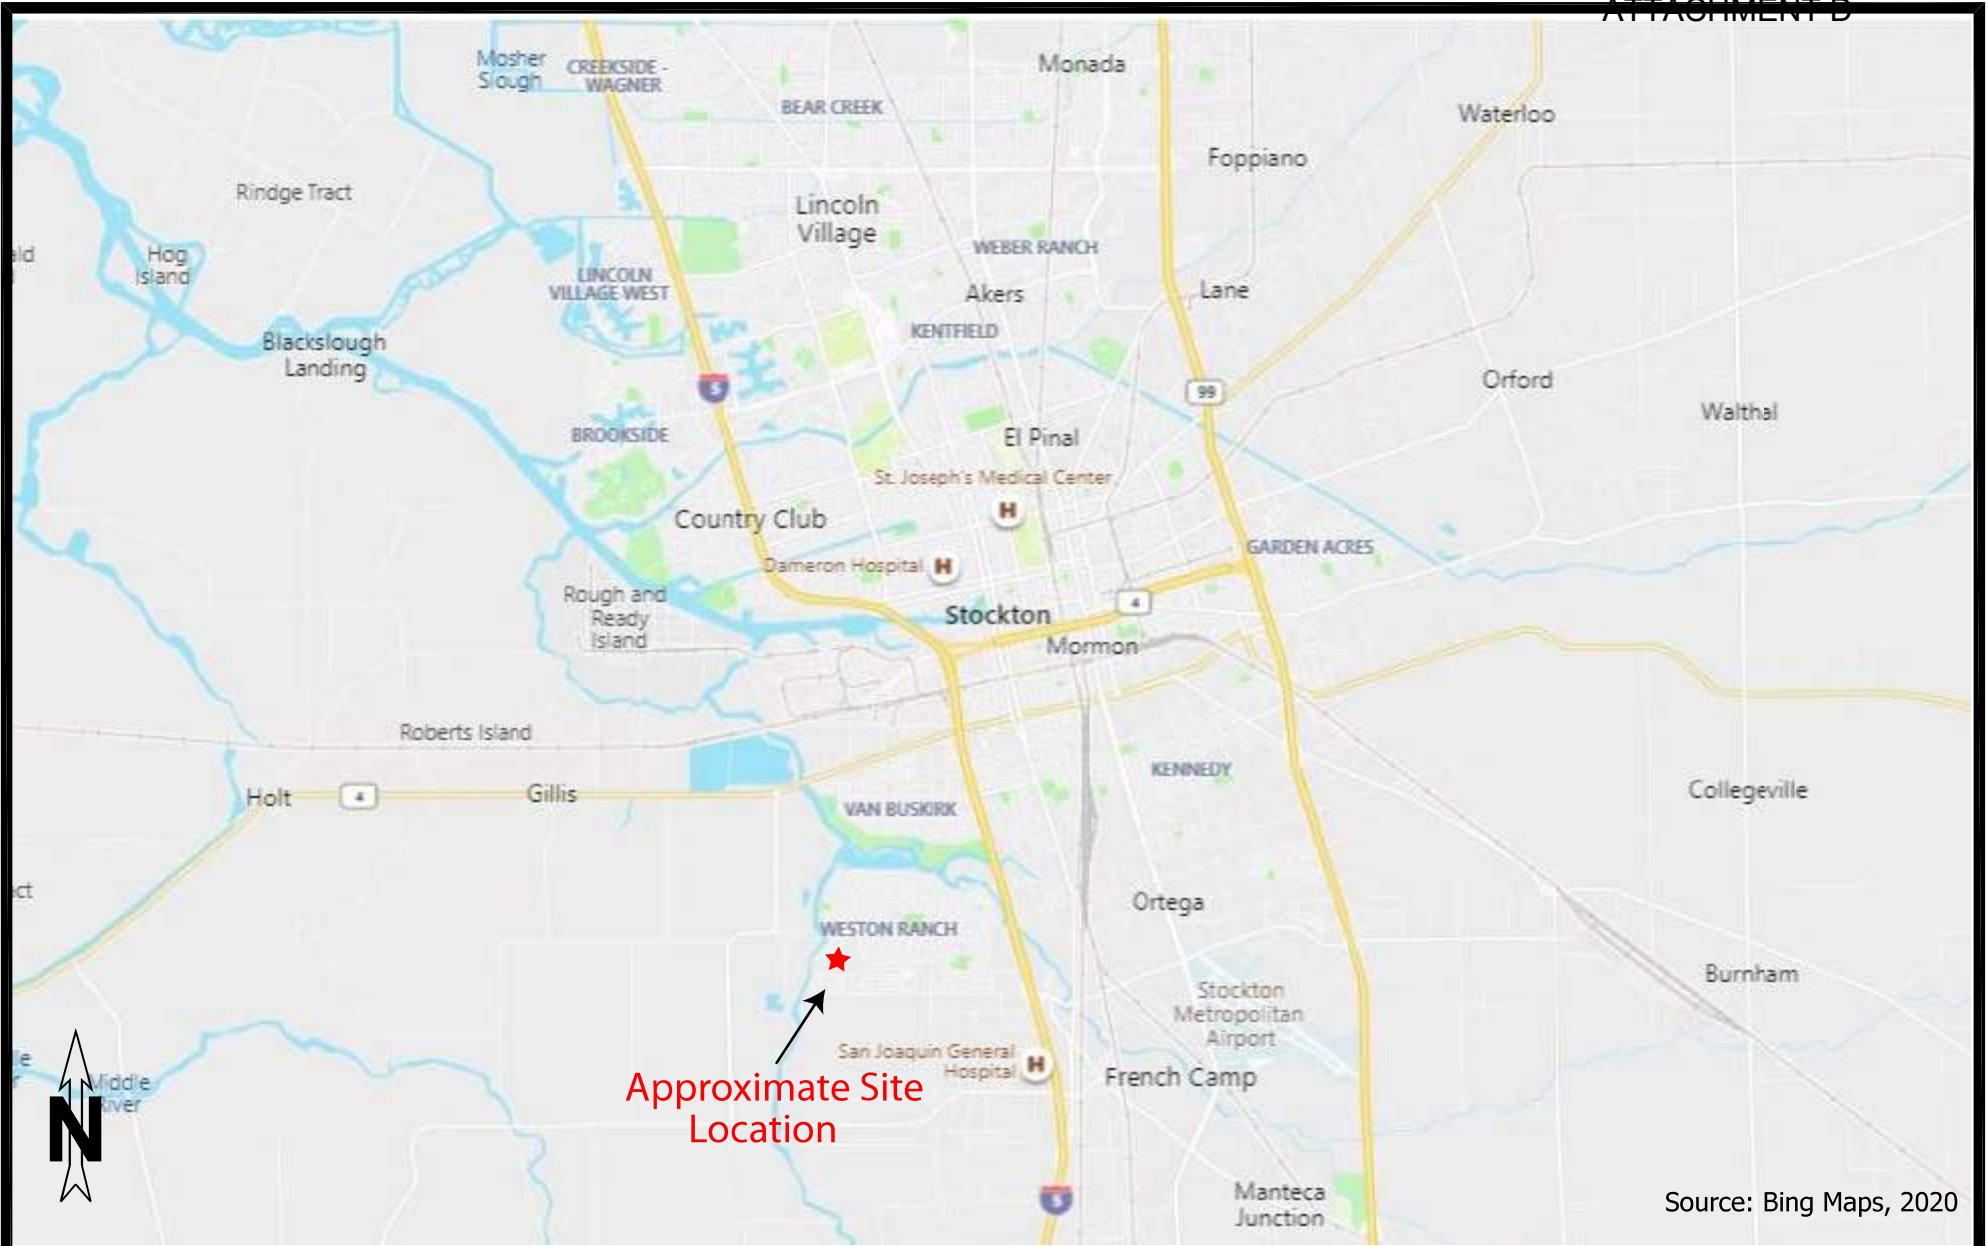 ATTACHMENT D
Mosher
Slough
CREEKSIDE -
WAGNER
Monada
BEAR CREEK
Waterloo
Foppiano
Rindge Tract
Lincoln
Village
WEBER RANCH
Hog
Island
LINCOLN
VILLAGE WEST
Akers
Lane
KENTFIELD
Blackslough
Landing
5
99
Orford
Walthal
BROOKSIDE
El Pinal
St. Joseph's Medical Center
H
Country Club
GARDEN ACRES
Dameron Hospital
H
Rough and
Ready
Island
Stockton
4
Mormon
Roberts Island
KENNEDY
Holt
4
Gillis
Collegeville
VAN BUSKIRK
Ortega
WESTON RANCH
Burnham
Stockton
Metropolitan
Airport
San Joaquin General
Hospital
H
French Camp
Approximate Site
Location
Middle
River
N
5
Manteca
Junction
Source: Bing Maps, 2020